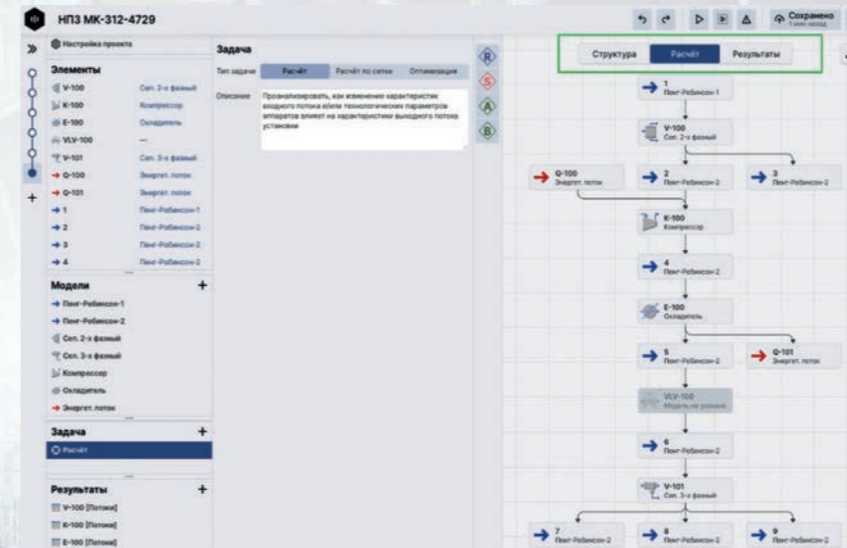 НПЗ МК-312-4729
Сохранено
1 мин. назад
Настройка проекта
Элементы
V-100 Сеп. 2-х фазный
K-100 Компрессор
E-100 Охладитель
VLV-100 —
V-101 Сеп. 3-х фазный
Q-100 Энергет. поток
Q-101 Энергет. поток
1 Пенг-Робинсон-1
2 Пенг-Робинсон-2
3 Пенг-Робинсон-2
4 Пенг-Робинсон-2
Модели +
Пенг-Робинсон-1
Пенг-Робинсон-2
Сеп. 2-х фазный
Сеп. 3-х фазный
Компрессор
Охладитель
Энергет. поток
Задача +
Расчёт
Результаты +
V-100 [Потоки]
K-100 [Потоки]
E-100 [Потоки]
Задача
Тип задачи Расчёт Расчёт по сетке Оптимизация
Описание Проанализировать, как изменение характеристик
входного потока и/или технологических параметров
аппаратов влияет на характеристики выходного потока
установки
R
S
A
B
Структура Расчёт Результаты
1
Пенг-Робинсон-1
V-100
Сеп. 2-х фазный
Q-100
Энергет. поток
2
Пенг-Робинсон-2
3
Пенг-Робинсон-2
K-100
Компрессор
4
Пенг-Робинсон-2
E-100
Охладитель
5
Пенг-Робинсон-2
Q-101
Энергет. поток
VLV-100
Модель не указана
6
Пенг-Робинсон-2
V-101
Сеп. 3-х фазный
7
Пенг-Робинсон-2
8
Пенг-Робинсон-2
9
Пенг-Робинсон-2